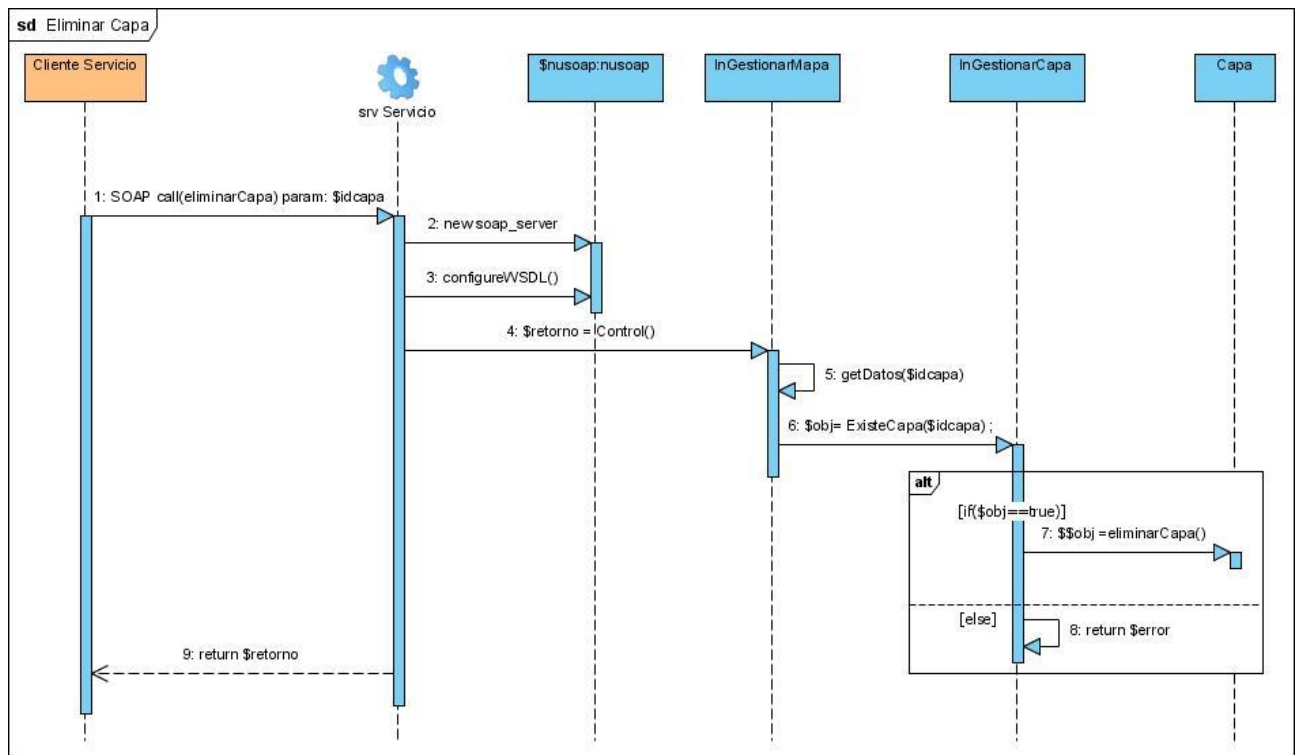 sd Eliminar Capa
Cliente Servicio
srv Servicio
$nusoap:nusoap
InGestionarMapa
InGestionarCapa
Capa
1: SOAP call(eliminarCapa) param: $idcapa
2: new soap_server
3: configureWSDL()
4: $retorno = Control()
5: getDatos($idcapa)
6: $obj= ExisteCapa($idcapa) ;
alt
[if($obj==true)]
7: $$obj =eliminarCapa()
[else]
8: return $error
9: return $retorno